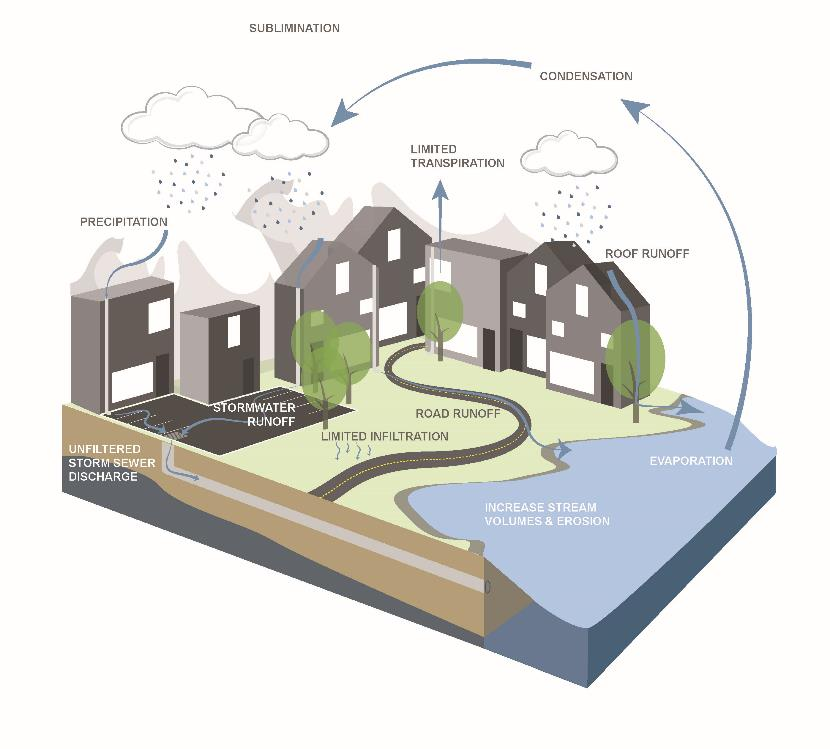 SUBLIMINATION
CONDENSATION
LIMITED
TRANSPIRATION
PRECIPITATION
ROOF RUNOFF
STORMWATER
RUNOFF
ROAD RUNOFF
LIMITED INFILTRATION
UNFILTERED
STORM SEWER
DISCHARGE
EVAPORATION
INCREASE STREAM
VOLUMES & EROSION